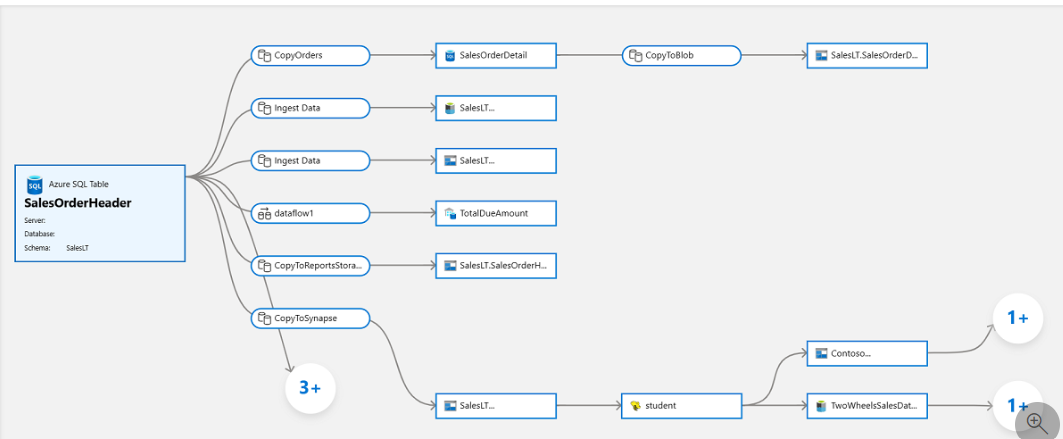 CopyOrders
SalesOrderDetail
CopyToBlob
SalesLT.SalesOrderD...
Ingest Data
SalesLT...
Ingest Data
SalesLT...
SQL
Azure SQL Table
SalesOrderHeader
Server:
Database:
Schema: SalesLT
dataflow1
TotalDueAmount
CopyToReportsStora...
SalesLT.SalesOrderH...
CopyToSynapse
1+
Contoso...
3+
SalesLT...
student
TwoWheelsSalesDat...
1+